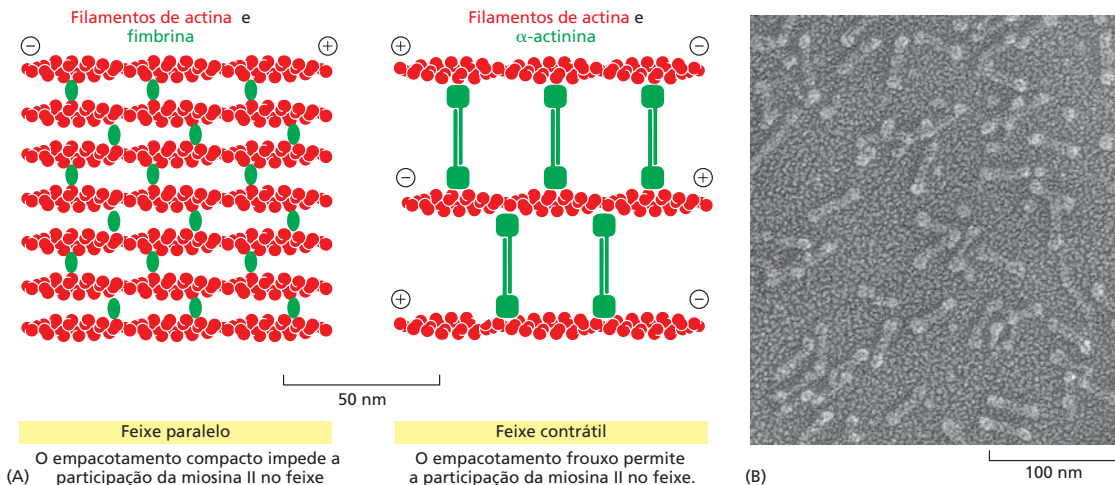 Filamentos de actina e
fimbrina
− +
Filamentos de actina e
α-actinina
+ −
− +
+ −
50 nm
Feixe paralelo
O empacotamento compacto impede a
participação da miosina II no feixe
Feixe contrátil
O empacotamento frouxo permite
a participação da miosina II no feixe.
(A)
(B)
100 nm